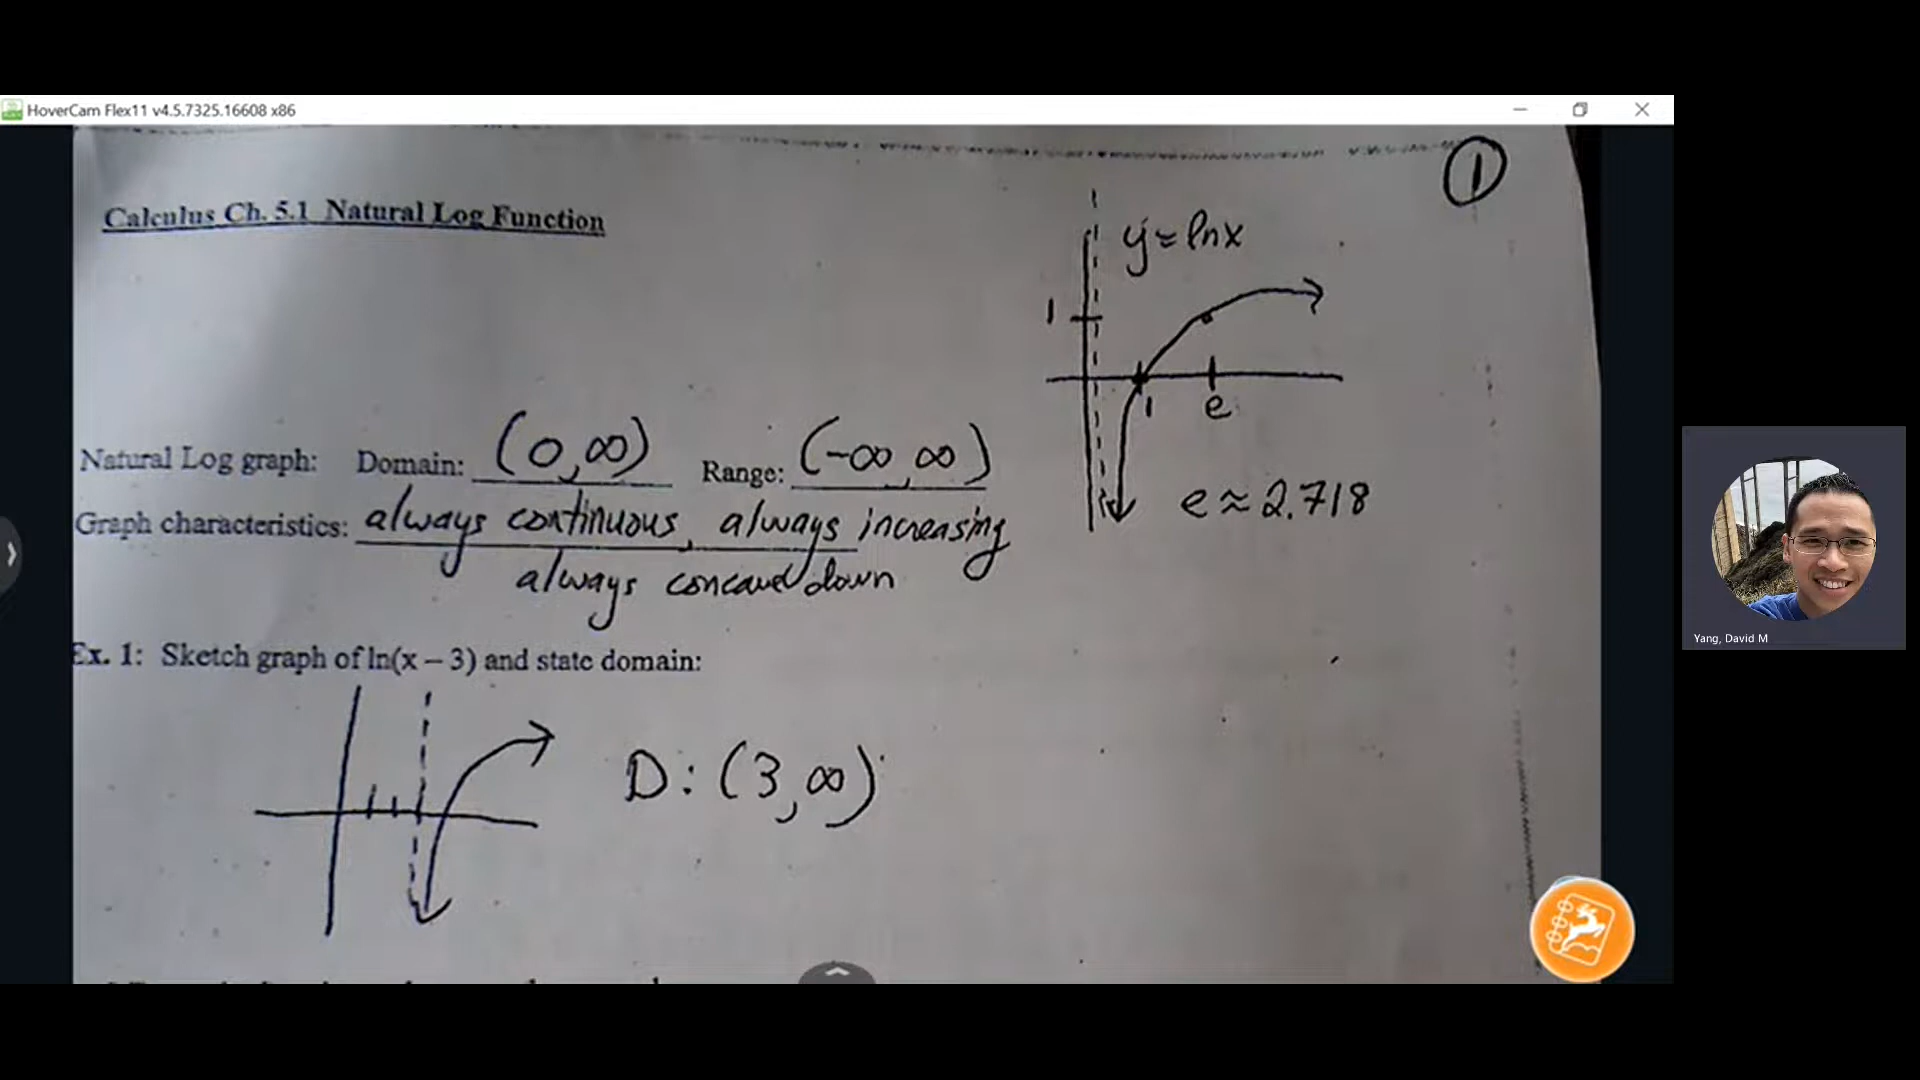 HoverCam Flex11 v4.5.7325.16608 x86
1
Calculus Ch. 5.1 Natural Log Function
y = ln x
1
1
e
e ≈ 2.718
Natural Log graph: Domain: (0, ∞) Range: (-∞, ∞)
Graph characteristics: always continuous, always increasing
always concave down
Ex. 1: Sketch graph of ln(x – 3) and state domain:
D: (3, ∞)
Yang, David M